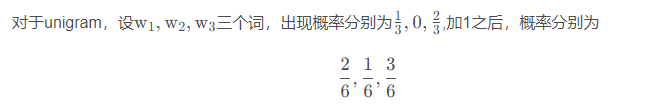 对于unigram，设w₁, w₂, w₃三个词，出现概率分别为1/3, 0, 2/3,加1之后，概率分别为
2/6, 1/6, 3/6